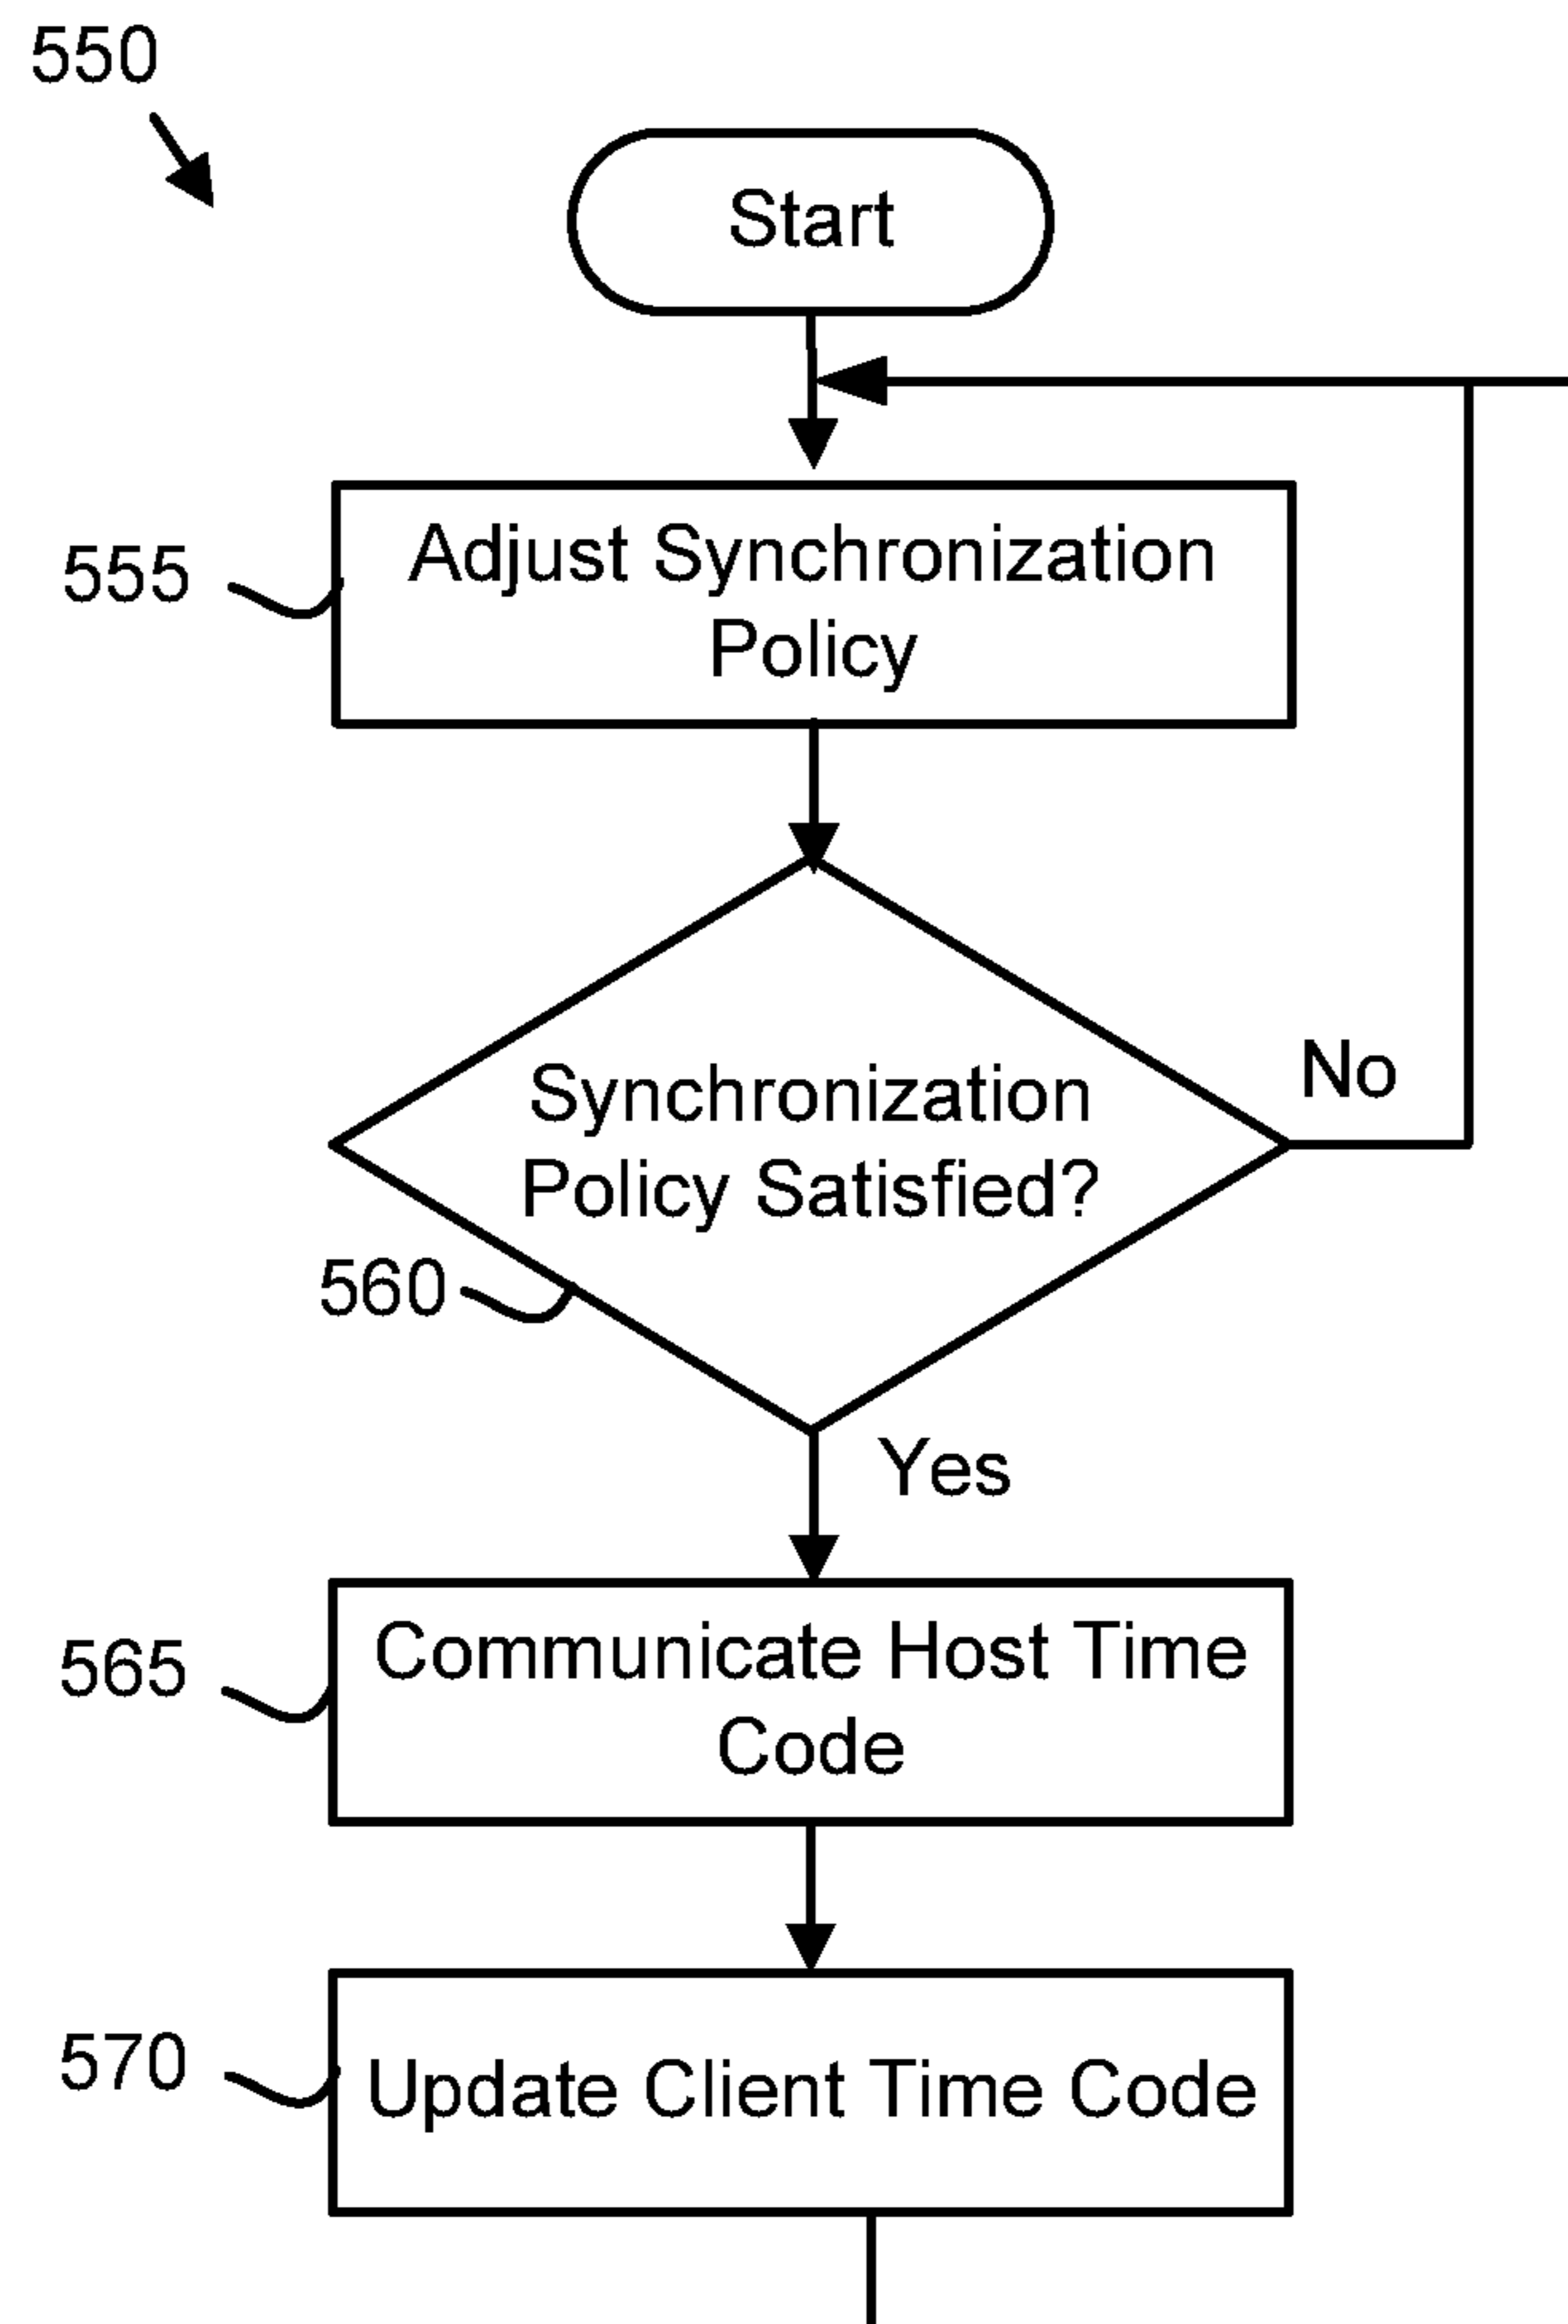 550
Start
555
Adjust Synchronization
Policy
Synchronization
Policy Satisfied?
No
560
Yes
565
Communicate Host Time
Code
570
Update Client Time Code